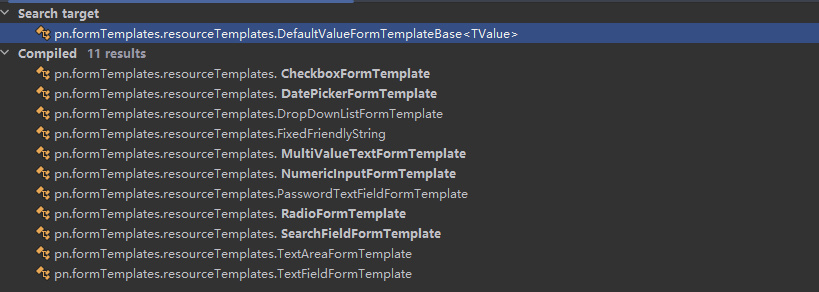 Search target
pn.formTemplates.resourceTemplates.DefaultValueFormTemplateBase<TValue>
Compiled 11 results
pn.formTemplates.resourceTemplates. CheckboxFormTemplate
pn.formTemplates.resourceTemplates. DatePickerFormTemplate
pn.formTemplates.resourceTemplates.DropDownListFormTemplate
pn.formTemplates.resourceTemplates.FixedFriendlyString
pn.formTemplates.resourceTemplates. MultiValueTextFormTemplate
pn.formTemplates.resourceTemplates. NumericInputFormTemplate
pn.formTemplates.resourceTemplates.PasswordTextFieldFormTemplate
pn.formTemplates.resourceTemplates. RadioFormTemplate
pn.formTemplates.resourceTemplates. SearchFieldFormTemplate
pn.formTemplates.resourceTemplates.TextAreaFormTemplate
pn.formTemplates.resourceTemplates.TextFieldFormTemplate